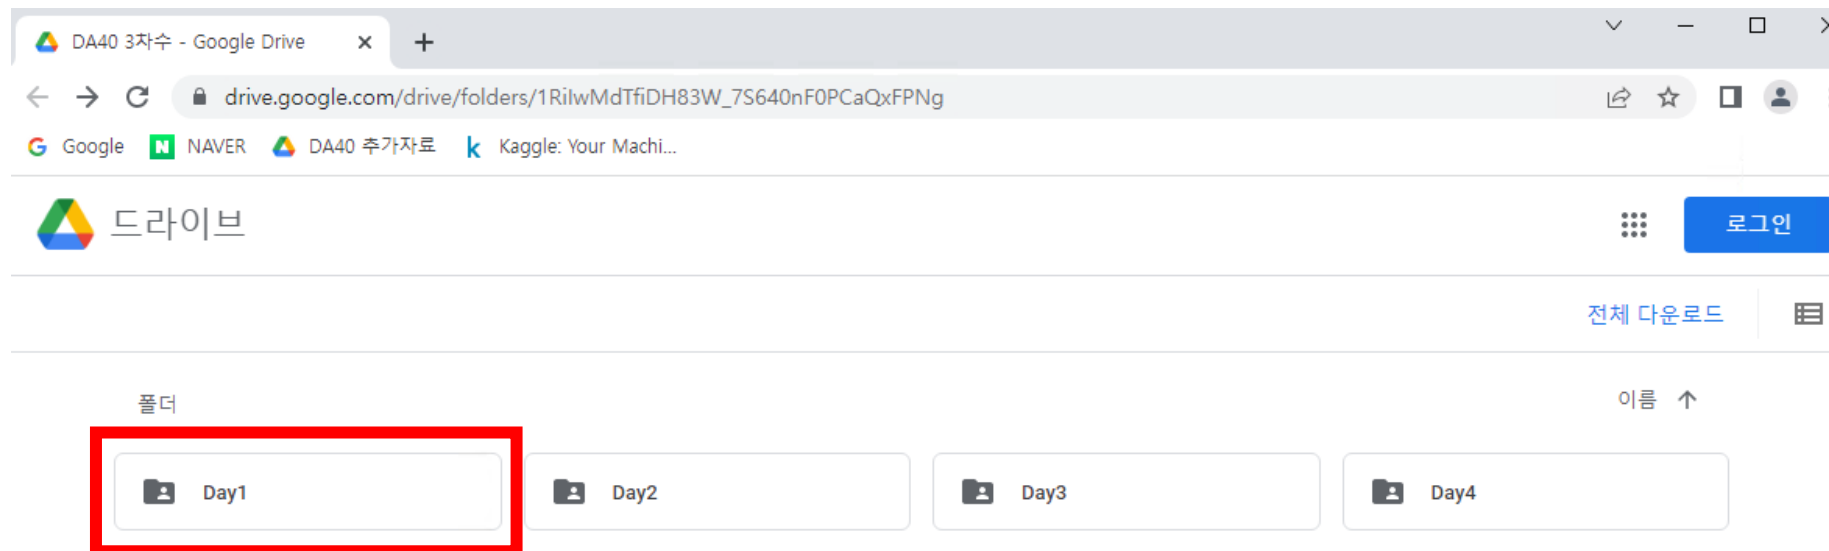 DA40 3차수 - Google Drive
drive.google.com/drive/folders/1RiIwMdTfiDH83W_7S640nF0PCaQxFPNg
Google NAVER DA40 추가자료 Kaggle: Your Machi...
드라이브 로그인
전체 다운로드
폴더 이름
Day1 Day2 Day3 Day4